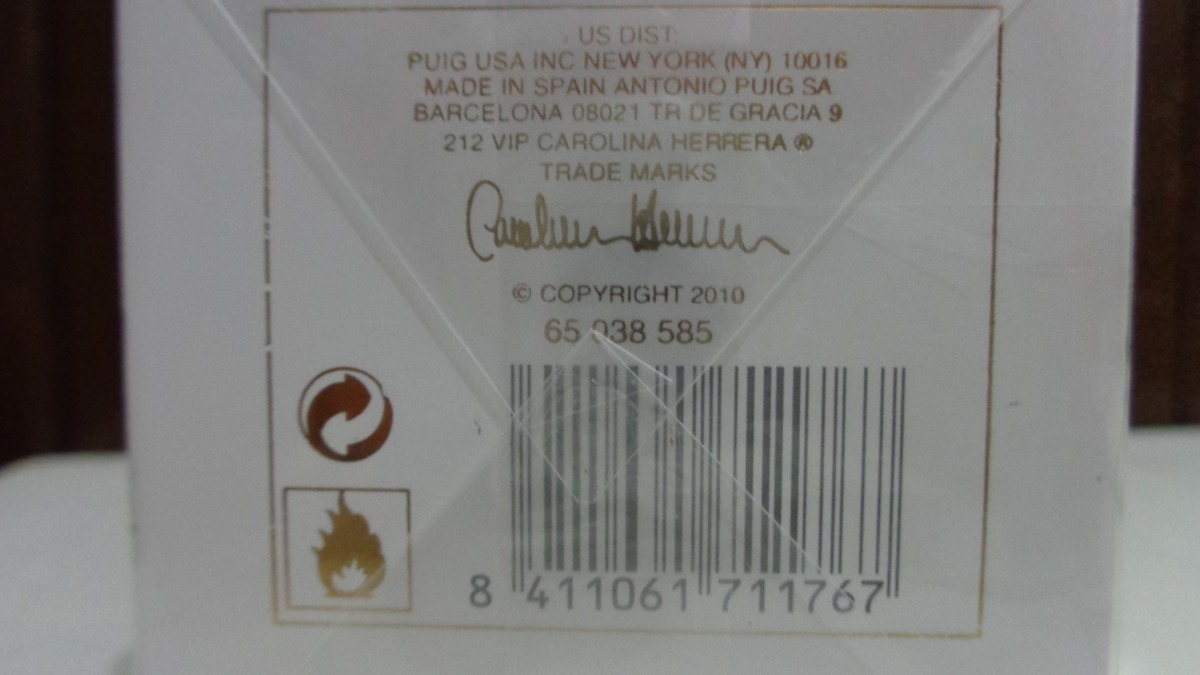 US DIST:
PUIG USA INC NEW YORK (NY) 10016
MADE IN SPAIN ANTONIO PUIG SA
BARCELONA 08021 TR DE GRACIA 9
212 VIP CAROLINA HERRERA ®
TRADE MARKS
Carolina Herrera
© COPYRIGHT 2010
65 038 585
8 411061 711767